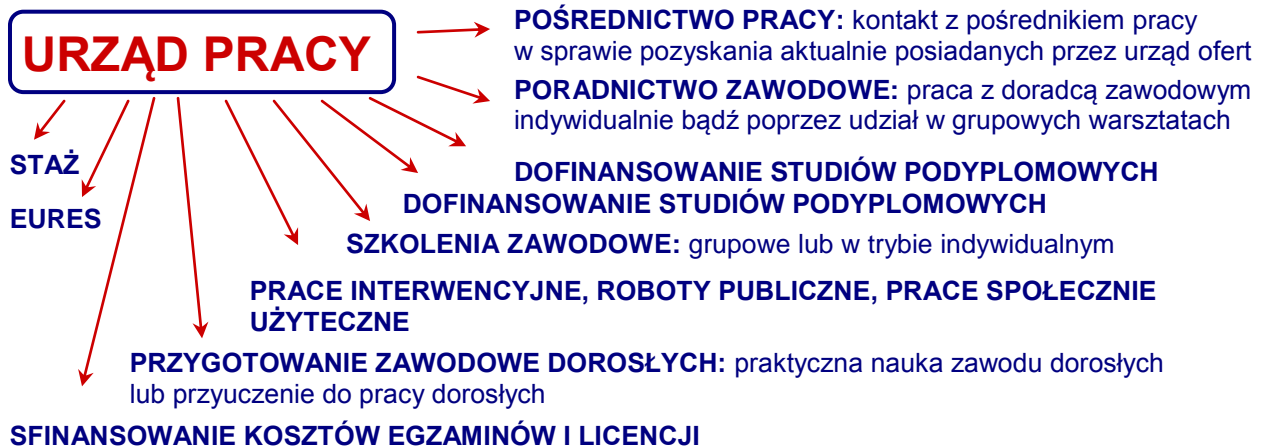 URZĄD PRACY
POŚREDNICTWO PRACY: kontakt z pośrednikiem pracy
w sprawie pozyskania aktualnie posiadanych przez urząd ofert
PORADNICTWO ZAWODOWE: praca z doradcą zawodowym
indywidualnie bądź poprzez udział w grupowych warsztatach
STAŻ
DOFINANSOWANIE STUDIÓW PODYPLOMOWYCH
DOFINANSOWANIE STUDIÓW PODYPLOMOWYCH
EURES
SZKOLENIA ZAWODOWE: grupowe lub w trybie indywidualnym
PRACE INTERWENCYJNE, ROBOTY PUBLICZNE, PRACE SPOŁECZNIE
UŻYTECZNE
PRZYGOTOWANIE ZAWODOWE DOROSŁYCH: praktyczna nauka zawodu dorosłych
lub przyuczenie do pracy dorosłych
SFINANSOWANIE KOSZTÓW EGZAMINÓW I LICENCJI